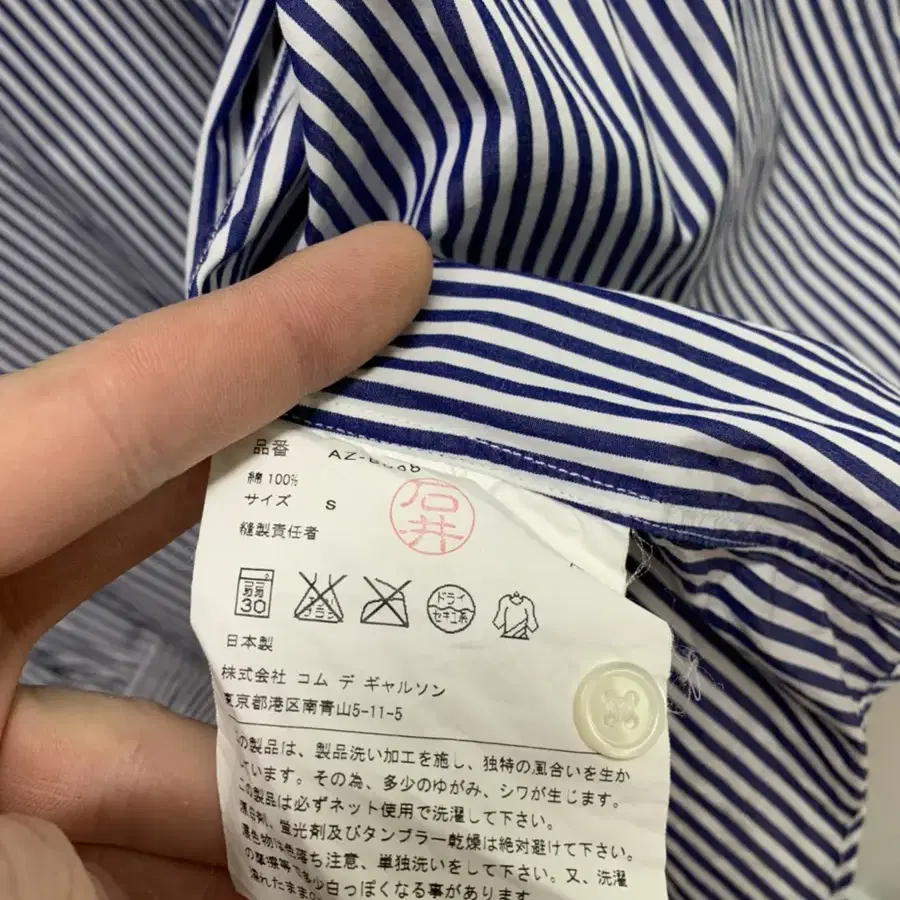 品番
綿 100%
サイズ S
縫製責任者
石井
弱 30
ドライ
セキユ系
日本製
株式会社 コム デ ギャルソン
東京都港区南青山5-11-5
の製品は、製品洗い加工を施し、独特の風合いを生か
ています。その為、多少のゆがみ、シワが生じます。
の製品は必ずネット使用で洗濯して下さい。
蛍光剤及びタンブラー乾燥は絶対避けて下さい。
色落ち注意、単独洗いをして下さい。又、洗濯
多少白っぽくなる事があります